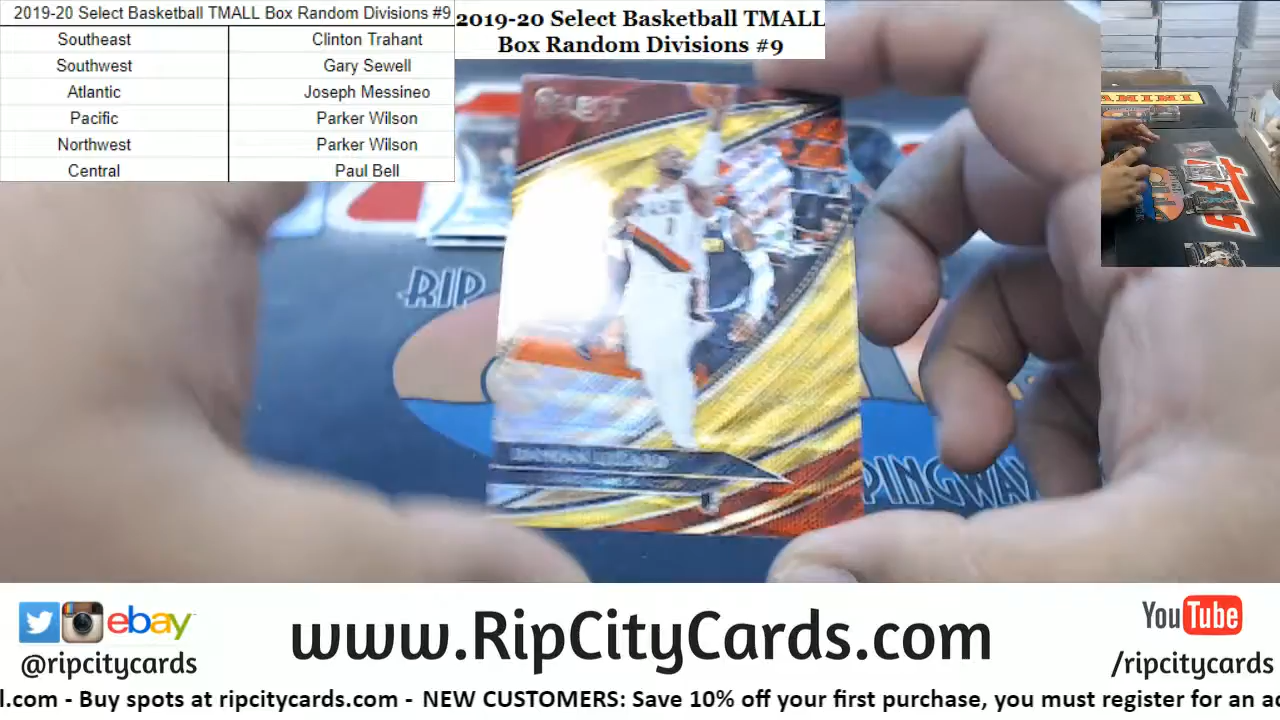 2019-20 Select Basketball TMALL Box Random Divisions #9
Southeast Clinton Trahant
Southwest Gary Sewell
Atlantic Joseph Messineo
Pacific Parker Wilson
Northwest Parker Wilson
Central Paul Bell
2019-20 Select Basketball TMALL
Box Random Divisions #9
SELECT
1
RIP
PINGWAY
ebay
@ripcitycards
www.RipCityCards.com
YouTube
/ripcitycards
l.com - Buy spots at ripcitycards.com - NEW CUSTOMERS: Save 10% off your first purchase, you must register for an ac